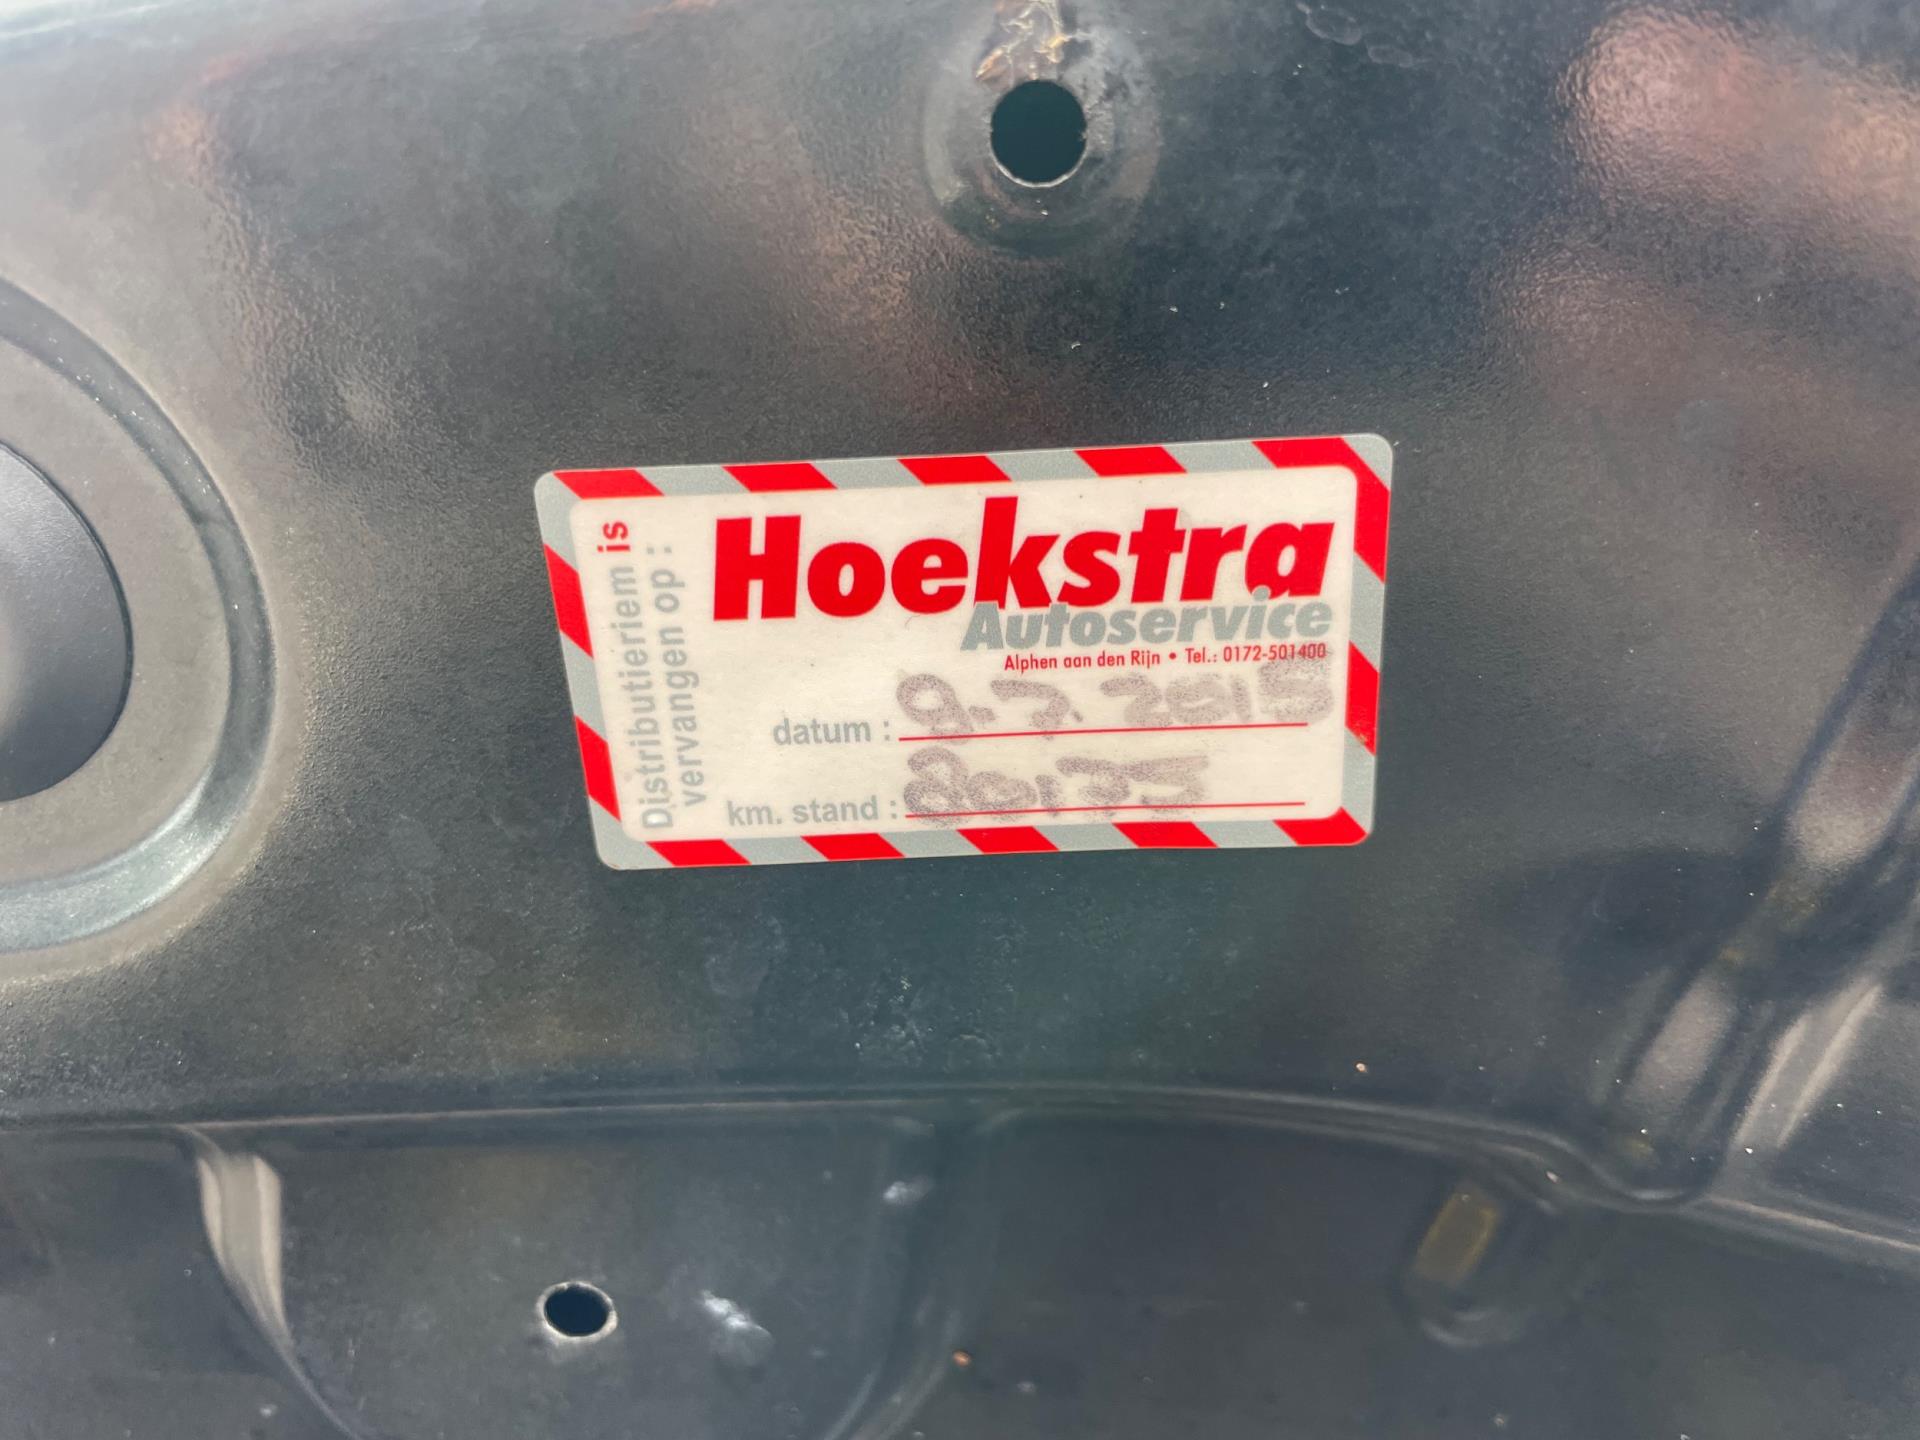 Distributieriem is
vervangen op :
Hoekstra
Autoservice
Alphen aan den Rijn • Tel.: 0172-501400
datum : 8.7.2015
km. stand : 80175